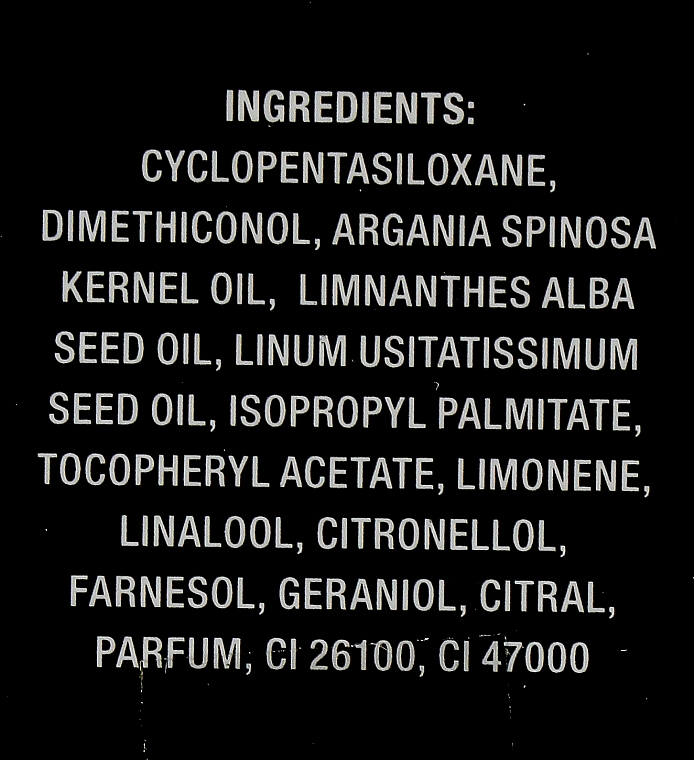 INGREDIENTS:
CYCLOPENTASILOXANE,
DIMETHICONOL, ARGANIA SPINOSA
KERNEL OIL, LIMNANTHES ALBA
SEED OIL, LINUM USITATISSIMUM
SEED OIL, ISOPROPYL PALMITATE,
TOCOPHERYL ACETATE, LIMONENE,
LINALOOL, CITRONELLOL,
FARNESOL, GERANIOL, CITRAL,
PARFUM, CI 26100, CI 47000